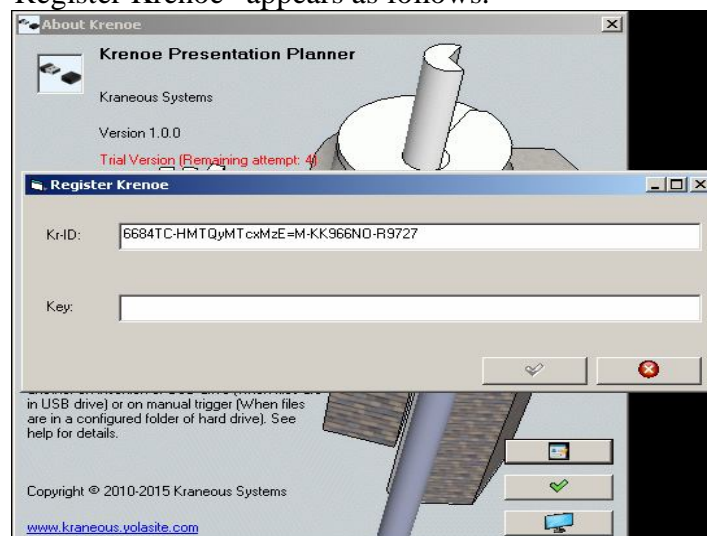 Register Krenoe" appears as follows.
About Krenoe
Krenoe Presentation Planner
Kraneous Systems
Version 1.0.0
Trial Version (Remaining attempt: 4)
Register Krenoe
Kr-ID:
6684TC-HMTQyMTcxMzE=M-KK966NO-R9727
Key:
in USB drive) or on manual trigger (When files
are in a configured folder of hard drive). See
help for details.
Copyright © 2010-2015 Kraneous Systems
www.kraneous.yolasite.com